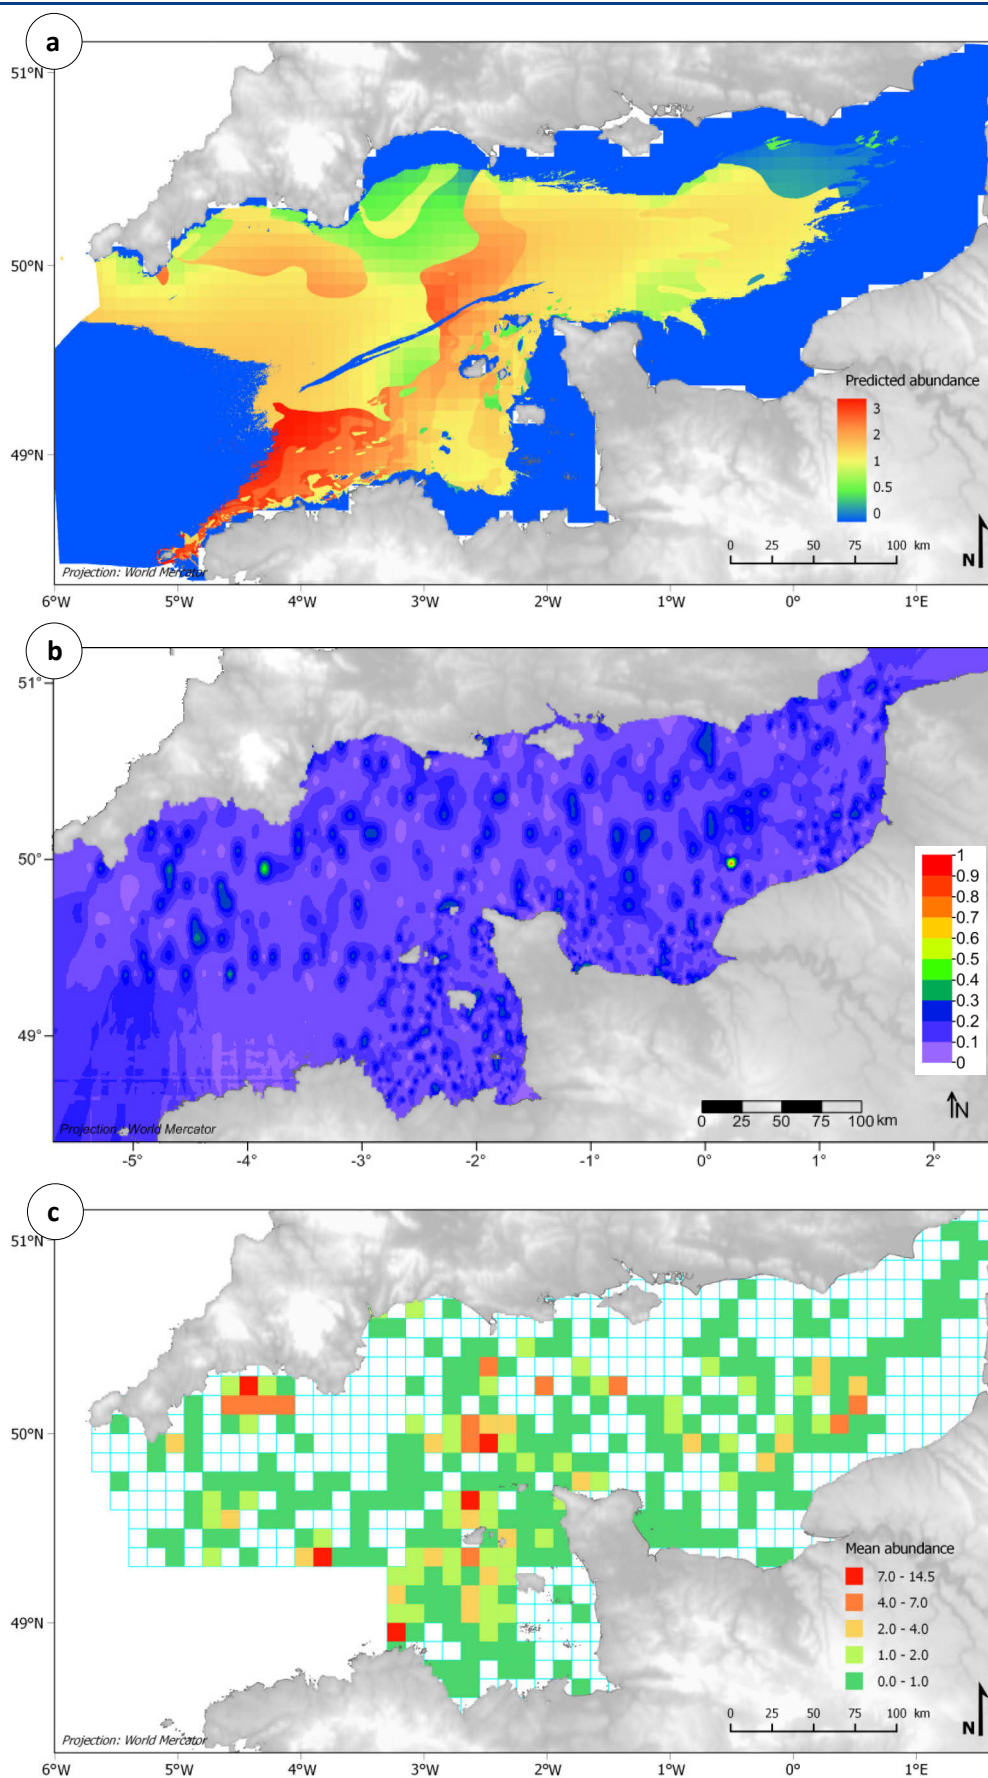 a
51°N
50°N
49°N
Predicted abundance
3
2
1
0.5
0
0 25 50 75 100 km
N
Projection: World Mercator
6°W 5°W 4°W 3°W 2°W 1°W 0° 1°E
b
51°
50°
49°
1
0.9
0.8
0.7
0.6
0.5
0.4
0.3
0.2
0.1
0
N
0 25 50 75 100 km
Projection : World Mercator
-5° -4° -3° -2° -1° 0° 1° 2°
c
51°N
50°N
49°N
Mean abundance
7.0 - 14.5
4.0 - 7.0
2.0 - 4.0
1.0 - 2.0
0.0 - 1.0
0 25 50 75 100 km
N
Projection: World Mercator
6°W 5°W 4°W 3°W 2°W 1°W 0° 1°E